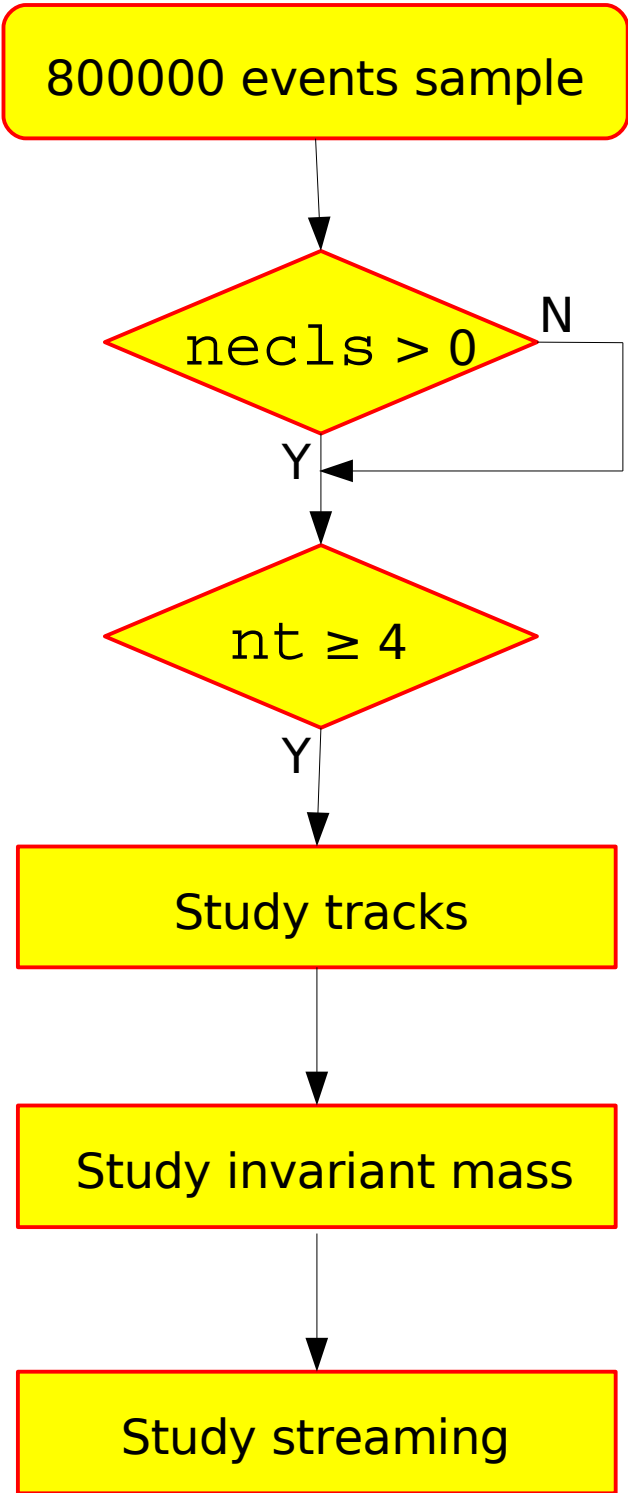 800000 events sample
necls > 0
N
Y
nt ≥ 4
Y
Study tracks
Study invariant mass
Study streaming